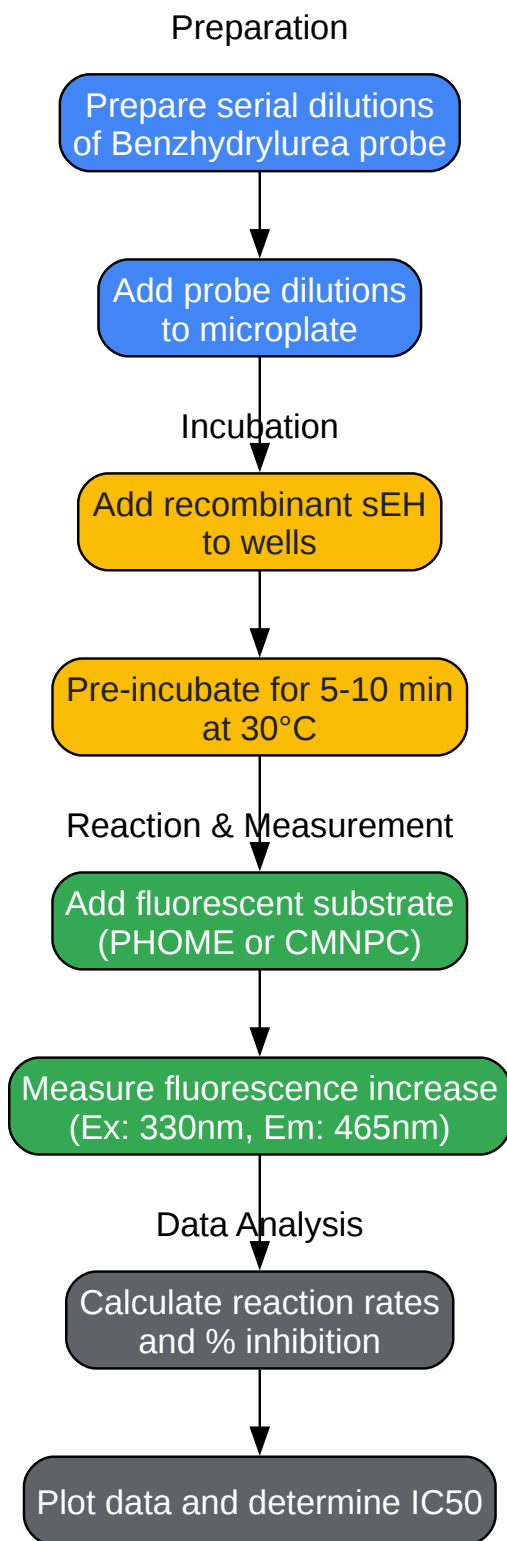 Preparation
Prepare serial dilutions
of Benzhydrylurea probe
Add probe dilutions
to microplate
Incubation
Add recombinant sEH
to wells
Pre-incubate for 5-10 min
at 30°C
Reaction & Measurement
Add fluorescent substrate
(PHOME or CMNPC)
Measure fluorescence increase
(Ex: 330nm, Em: 465nm)
Data Analysis
Calculate reaction rates
and % inhibition
Plot data and determine IC50